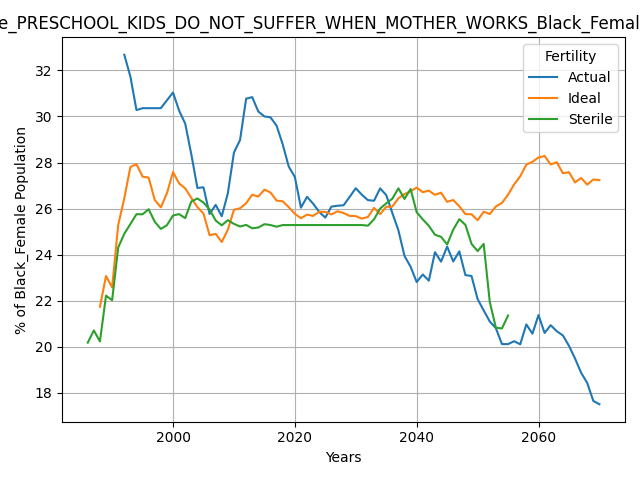 e_PRESCHOOL_KIDS_DO_NOT_SUFFER_WHEN_MOTHER_WORKS_Black_Femal
Fertility
Actual
Ideal
Sterile
32
30
28
26
24
22
20
18
% of Black_Female Population
2000
2020
2040
2060
Years